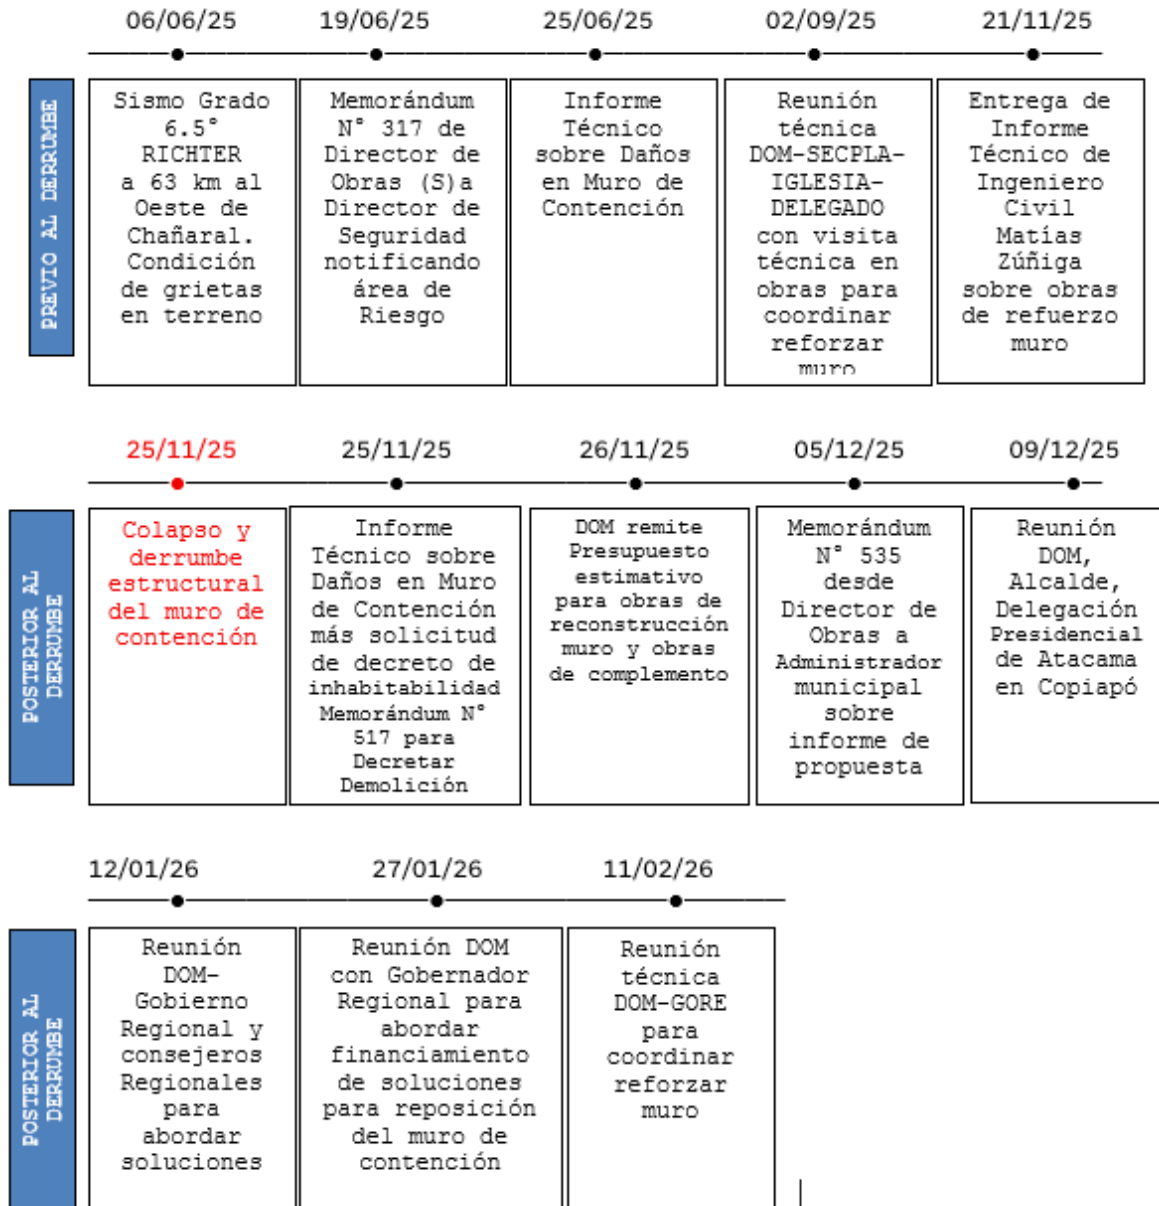 06/06/25
19/06/25
25/06/25
02/09/25
21/11/25
PREVIO AL DERRUMBE
Sismo Grado
6.5°
RICHTER
a 63 km al
Oeste de
Chañaral.
Condición
de grietas
en terreno
Memorándum
N° 317 de
Director de
Obras (S)a
Director de
Seguridad
notificando
área de
Riesgo
Informe
Técnico
sobre Daños
en Muro de
Contención
Reunión
técnica
DOM-SECPLA-
IGLESIA-
DELEGADO
con visita
técnica en
obras para
coordinar
reforzar
muro
Entrega de
Informe
Técnico de
Ingeniero
Civil
Matías
Zúñiga
sobre obras
de refuerzo
muro
25/11/25
25/11/25
26/11/25
05/12/25
09/12/25
POSTERIOR AL
DERRUMBE
Colapso y
derrumbe
estructural
del muro de
contención
Informe
Técnico sobre
Daños en Muro
de Contención
más solicitud
de decreto de
inhabitabilidad
Memorándum N°
517 para
Decretar
Demolición
DOM remite
Presupuesto
estimativo
para obras de
reconstrucción
muro y obras
de complemento
Memorándum
N° 535
desde
Director de
Obras a
Administrador
municipal
sobre
informe de
propuesta
Reunión
DOM,
Alcalde,
Delegación
Presidencial
de Atacama
en Copiapó
12/01/26
27/01/26
11/02/26
POSTERIOR AL
DERRUMBE
Reunión
DOM-
Gobierno
Regional y
consejeros
Regionales
para
abordar
soluciones
Reunión DOM
con Gobernador
Regional para
abordar
financiamiento
de soluciones
para reposición
del muro de
contención
Reunión
técnica
DOM-GORE
para
coordinar
reforzar
muro